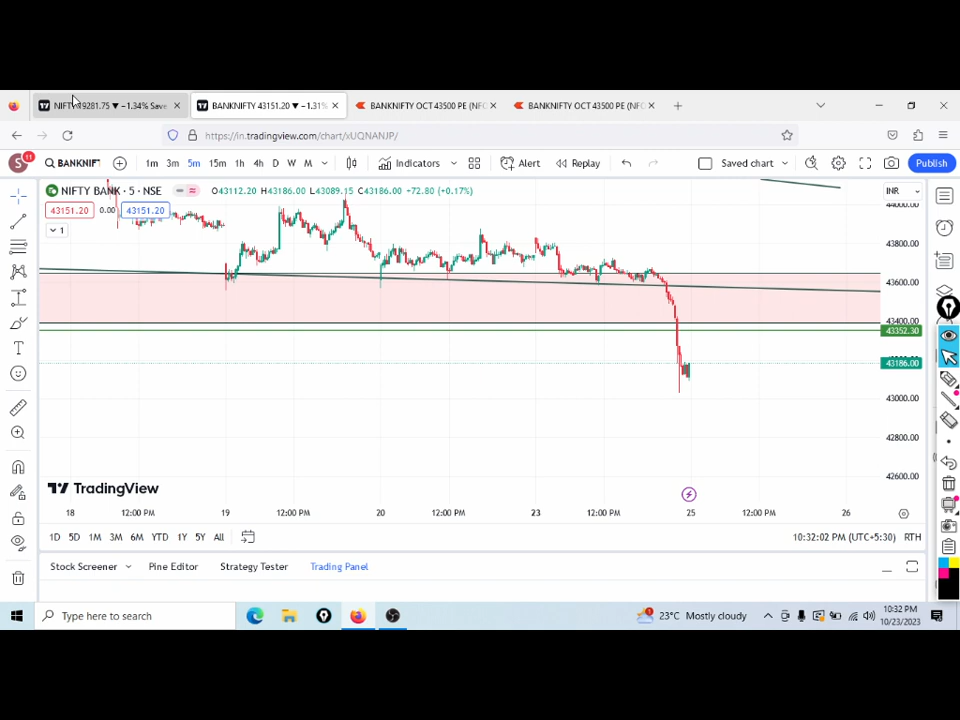 NIFTY 19281.75 ▼ −1.34% Save
BANKNIFTY 43151.20 ▼ −1.31%
BANKNIFTY OCT 43500 PE (NFO
BANKNIFTY OCT 43500 PE (NFO
https://in.tradingview.com/chart/xUQNANJP/
S 11
BANKNIFT
1m 3m 5m 15m 1h 4h D W M
Indicators
Alert
Replay
Saved chart
Publish
NIFTY BANK · 5 · NSE
O43112.20 H43186.00 L43089.15 C43186.00 +72.80 (+0.17%)
INR
43151.20 0.00 43151.20
1
44000.00
43800.00
43600.00
43400.00
43352.30
43186.00
43000.00
42800.00
42600.00
TradingView
18 12:00 PM 19 12:00 PM 20 12:00 PM 23 12:00 PM 25 12:00 PM 26
1D 5D 1M 3M 6M YTD 1Y 5Y All
10:32:02 PM (UTC+5:30) RTH
Stock Screener Pine Editor Strategy Tester Trading Panel
Type here to search
23°C Mostly cloudy
10:32 PM
10/23/2023